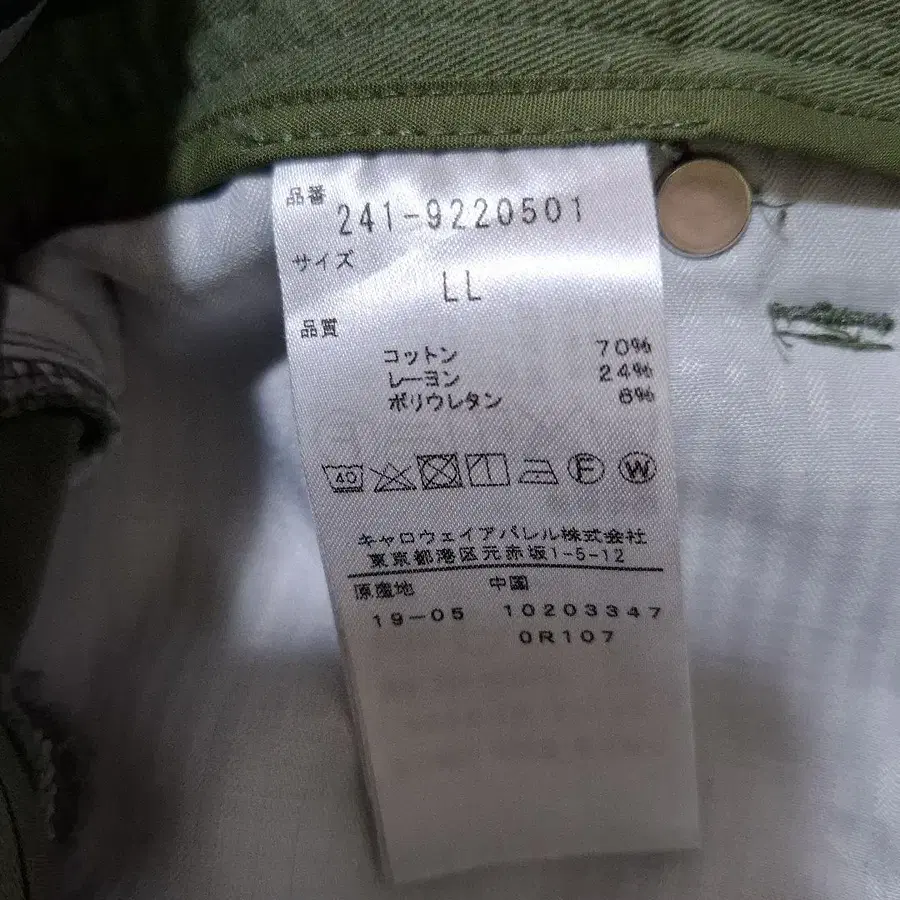 品番
241-9220501
サイズ
LL
品質
コットン 70%
レーヨン 24%
ポリウレタン 6%
40 F W
キャロウェイアパレル株式会社
東京都港区元赤坂1-5-12
原産地 中国
19-05 10203347
0R107